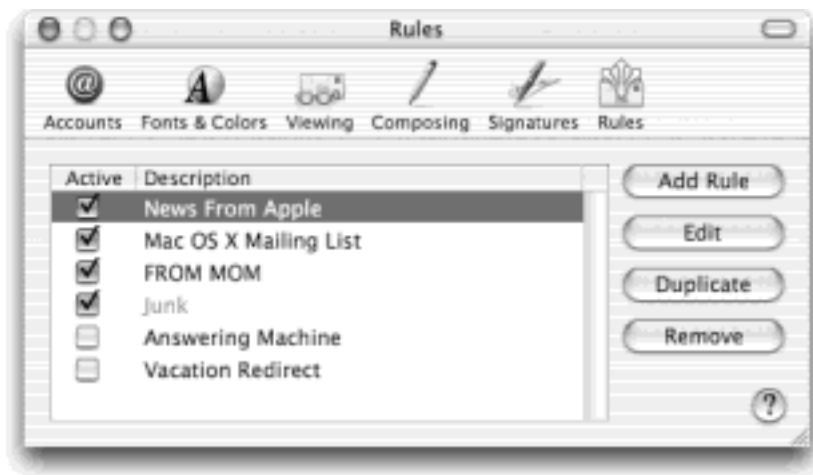 Rules
Accounts Fonts & Colors Viewing Composing Signatures Rules
Active Description
News From Apple
Mac OS X Mailing List
FROM MOM
Junk
Answering Machine
Vacation Redirect
Add Rule
Edit
Duplicate
Remove
?